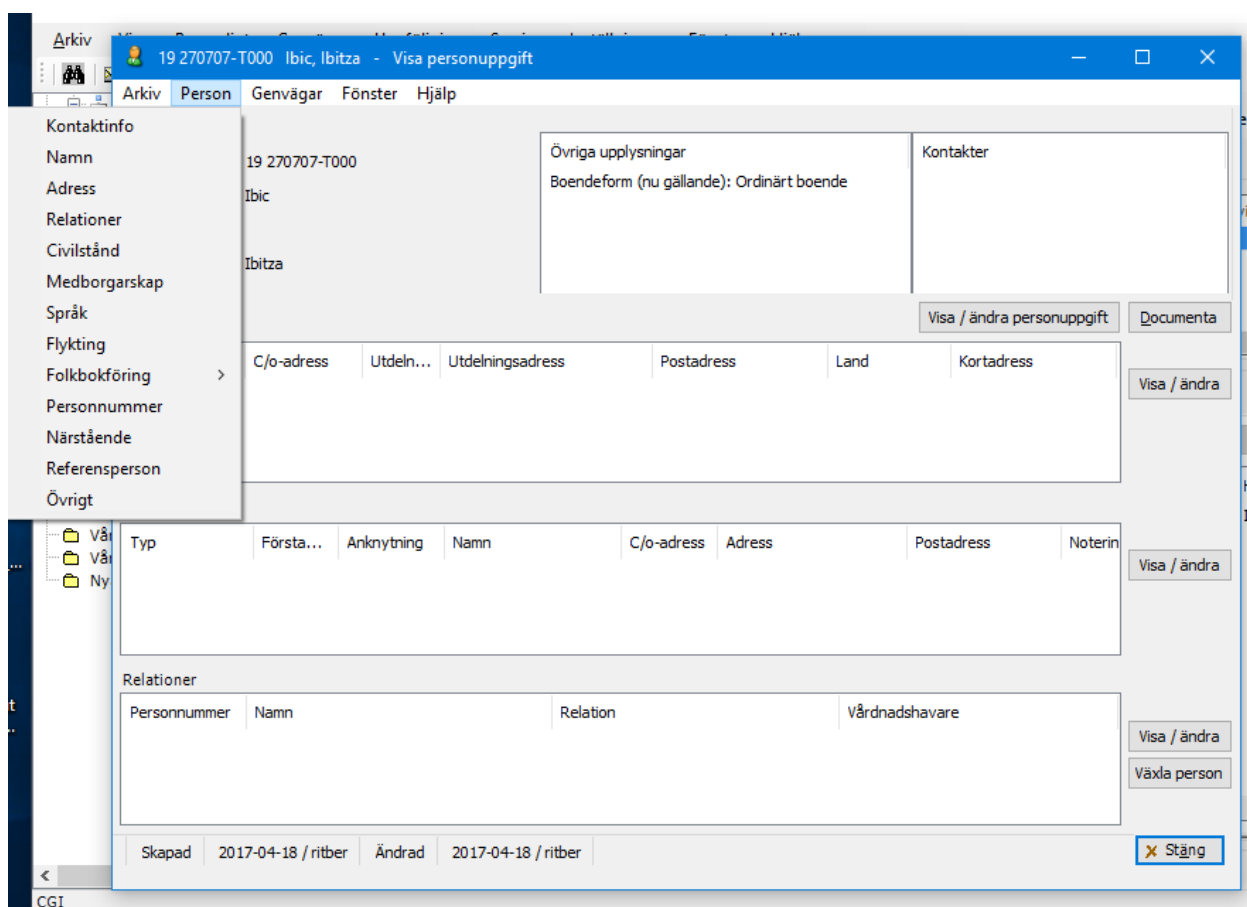 Arkiv
19 270707-T000 Ibic, Ibitza - Visa personuppgift
Arkiv Person Genvägar Fönster Hjälp
Kontaktinfo
Namn
Adress
Relationer
Civilstånd
Medborgarskap
Språk
Flykting
Folkbokföring
Personnummer
Närstående
Referensperson
Övrigt
19 270707-T000
Ibic
Ibitza
Övriga upplysningar
Boendeform (nu gällande): Ordinärt boende
Kontakter
Visa / ändra personuppgift Documenta
C/o-adress Utdeln... Utdelningsadress Postadress Land Kortadress
Visa / ändra
Vår
Vår
Ny
Typ Första... Anknytning Namn C/o-adress Adress Postadress Noterin
Visa / ändra
Relationer
Personnummer Namn Relation Vårdnadshavare
Visa / ändra
Växla person
Skapad 2017-04-18 / ritber Ändrad 2017-04-18 / ritber
Stäng
CGI